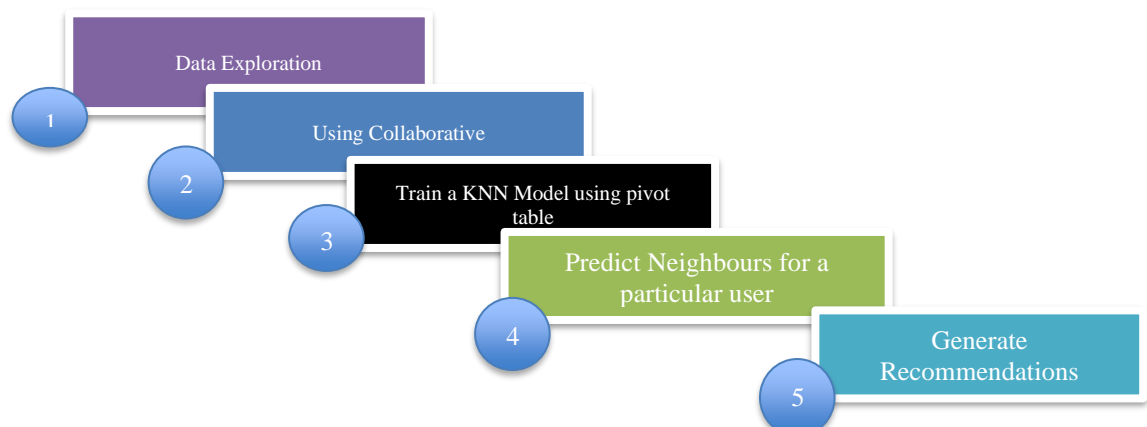 Data Exploration
1
Using Collaborative
2
Train a KNN Model using pivot
table
3
Predict Neighbours for a
particular user
4
Generate
Recommendations
5